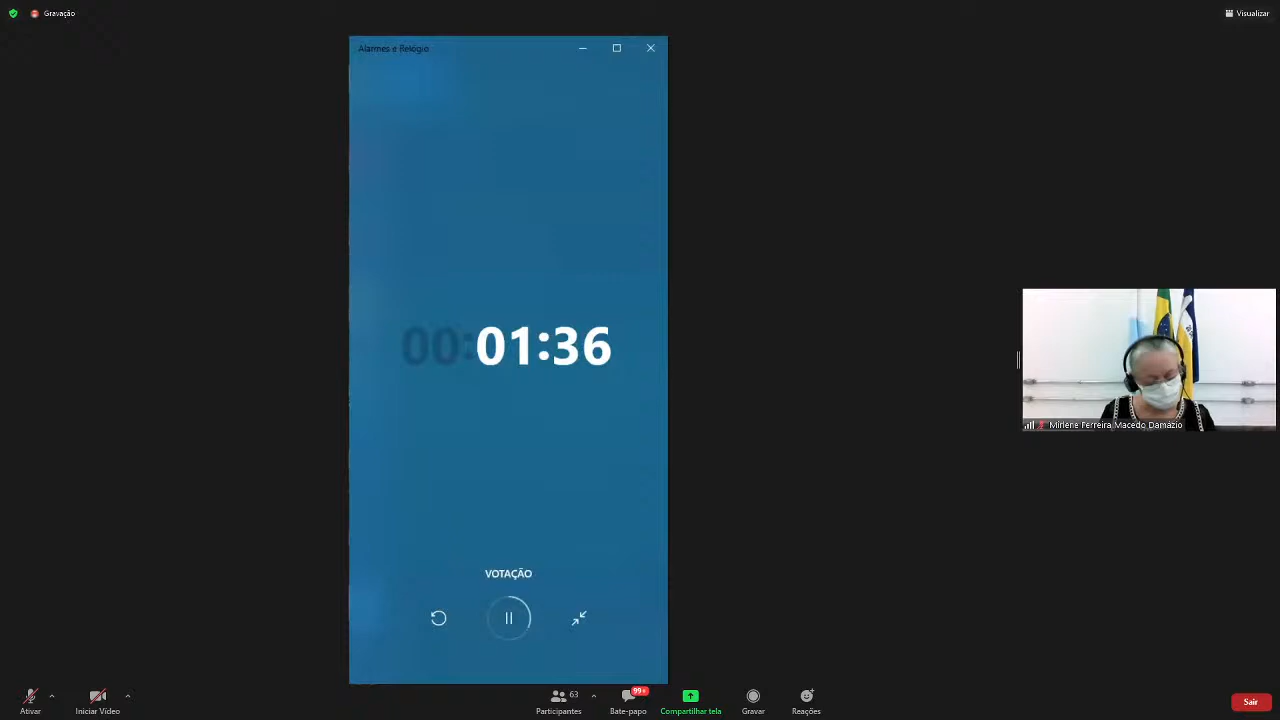 Gravação
Visualizar
Alarmes e Relógio
00:01:36
Mirlene Ferreira Macedo Damazio
VOTAÇÃO
63
99+
Ativar
Iniciar Vídeo
Participantes
Bate-papo
Compartilhar tela
Gravar
Reações
Sair